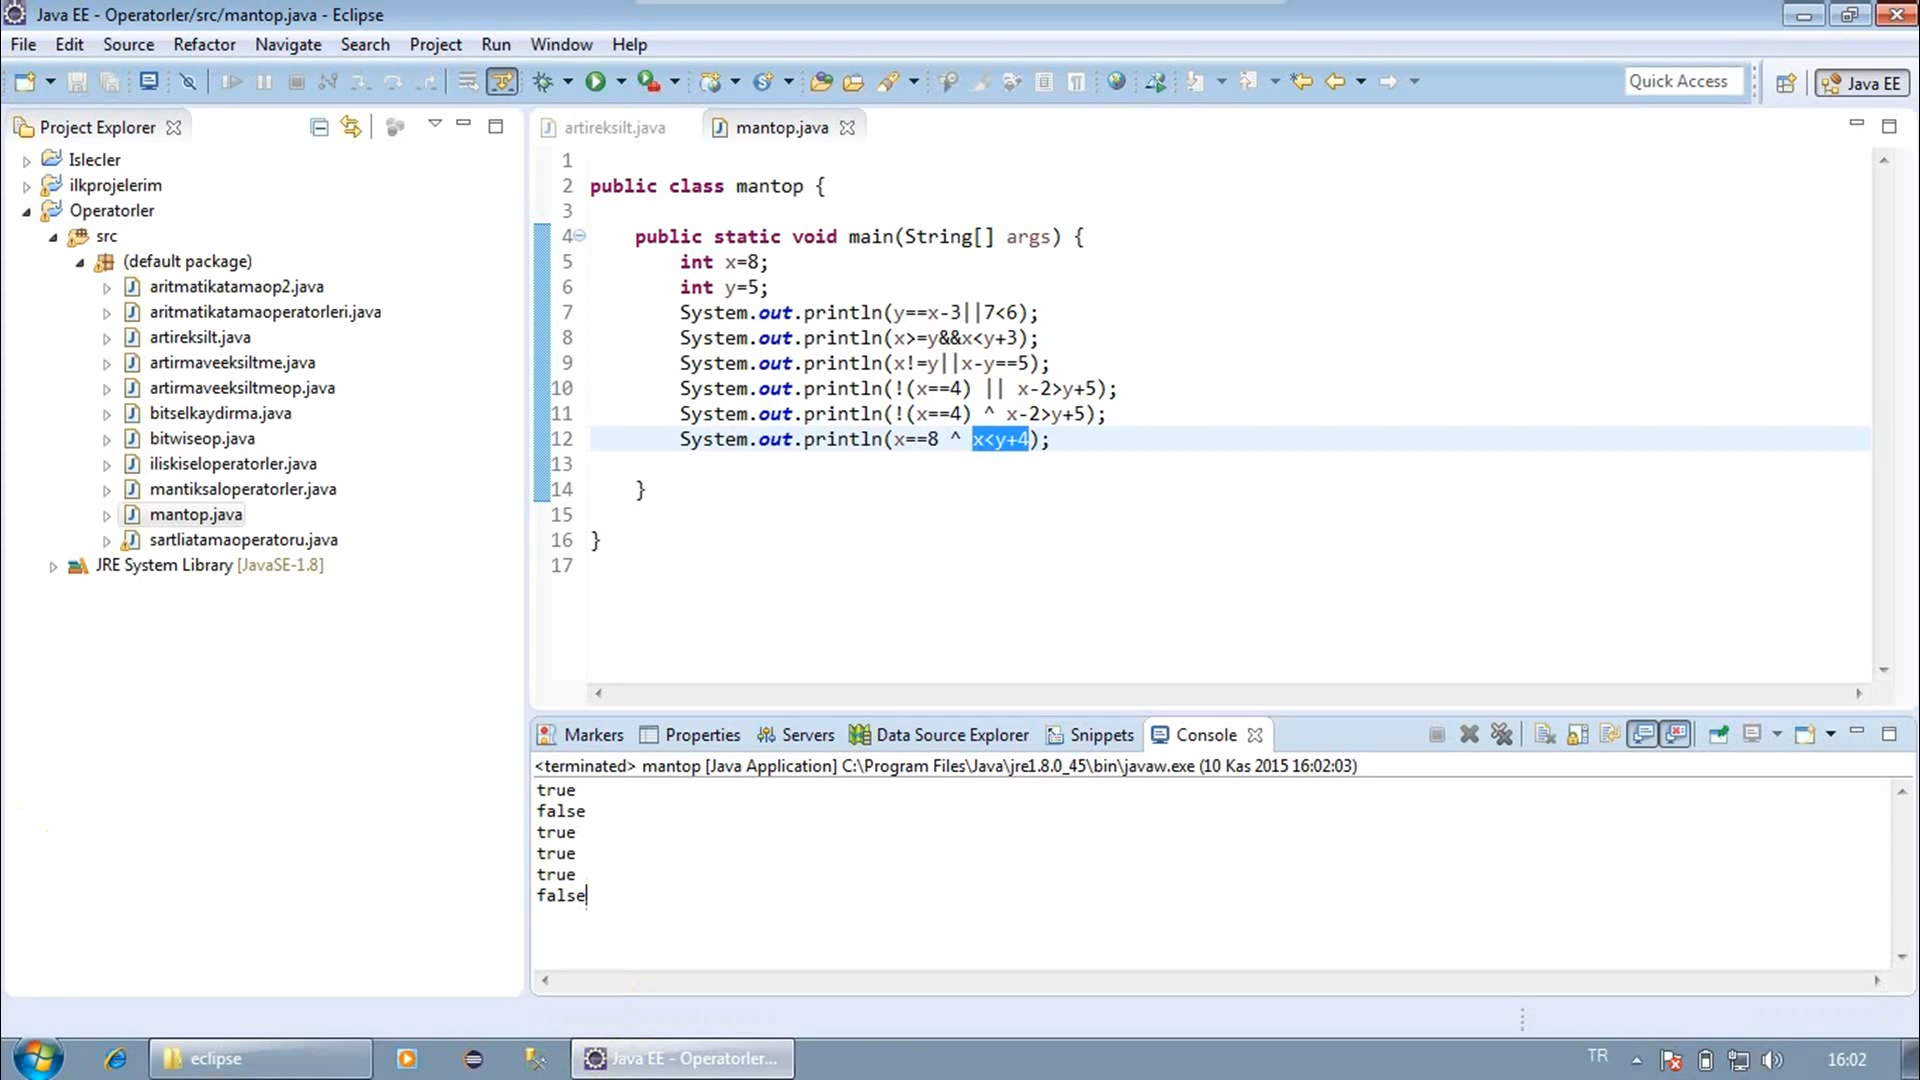 Java EE - Operatorler/src/mantop.java - Eclipse
File Edit Source Refactor Navigate Search Project Run Window Help
Quick Access
Java EE
Project Explorer
Islecler
ilkprojelerim
Operatorler
src
(default package)
aritmatikatamaop2.java
aritmatikatamaoperatorleri.java
artireksilt.java
artirmaveeksiltme.java
artirmaveeksiltmeop.java
bitselkaydirma.java
bitwiseop.java
iliskiseloperatorler.java
mantiksaloperatorler.java
mantop.java
sartliatamaoperatoru.java
JRE System Library [JavaSE-1.8]
artireksilt.java
mantop.java
1
2 public class mantop {
3
4 public static void main(String[] args) {
5 int x=8;
6 int y=5;
7 System.out.println(y==x-3||7<6);
8 System.out.println(x>=y&&x<y+3);
9 System.out.println(x!=y||x-y==5);
10 System.out.println(!(x==4) || x-2>y+5);
11 System.out.println(!(x==4) ^ x-2>y+5);
12 System.out.println(x==8 ^ x<y+4);
13
14 }
15
16 }
17
Markers Properties Servers Data Source Explorer Snippets Console
<terminated> mantop [Java Application] C:\Program Files\Java\jre1.8.0_45\bin\javaw.exe (10 Kas 2015 16:02:03)
true
false
true
true
true
false
eclipse
Java EE - Operatorler...
TR
16:02